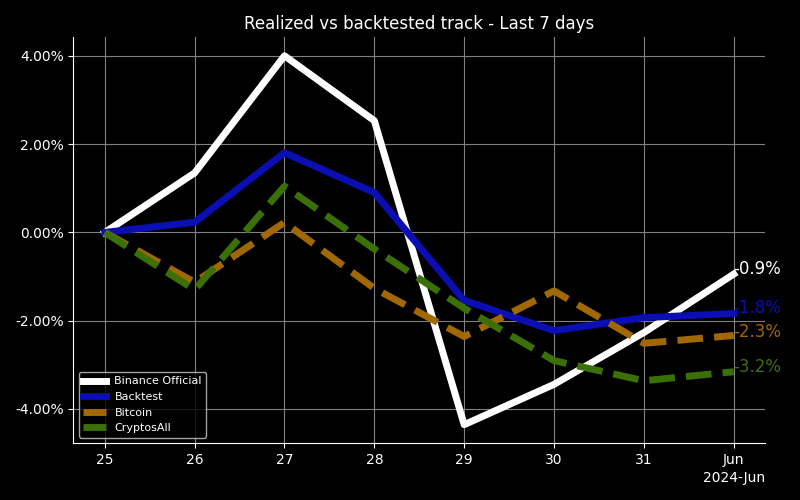 Realized vs backtested track - Last 7 days
4.00%
2.00%
0.00%
-2.00%
-4.00%
-0.9%
-1.8%
-2.3%
-3.2%
Binance Official
Backtest
Bitcoin
CryptosAll
25 26 27 28 29 30 31 Jun
2024-Jun